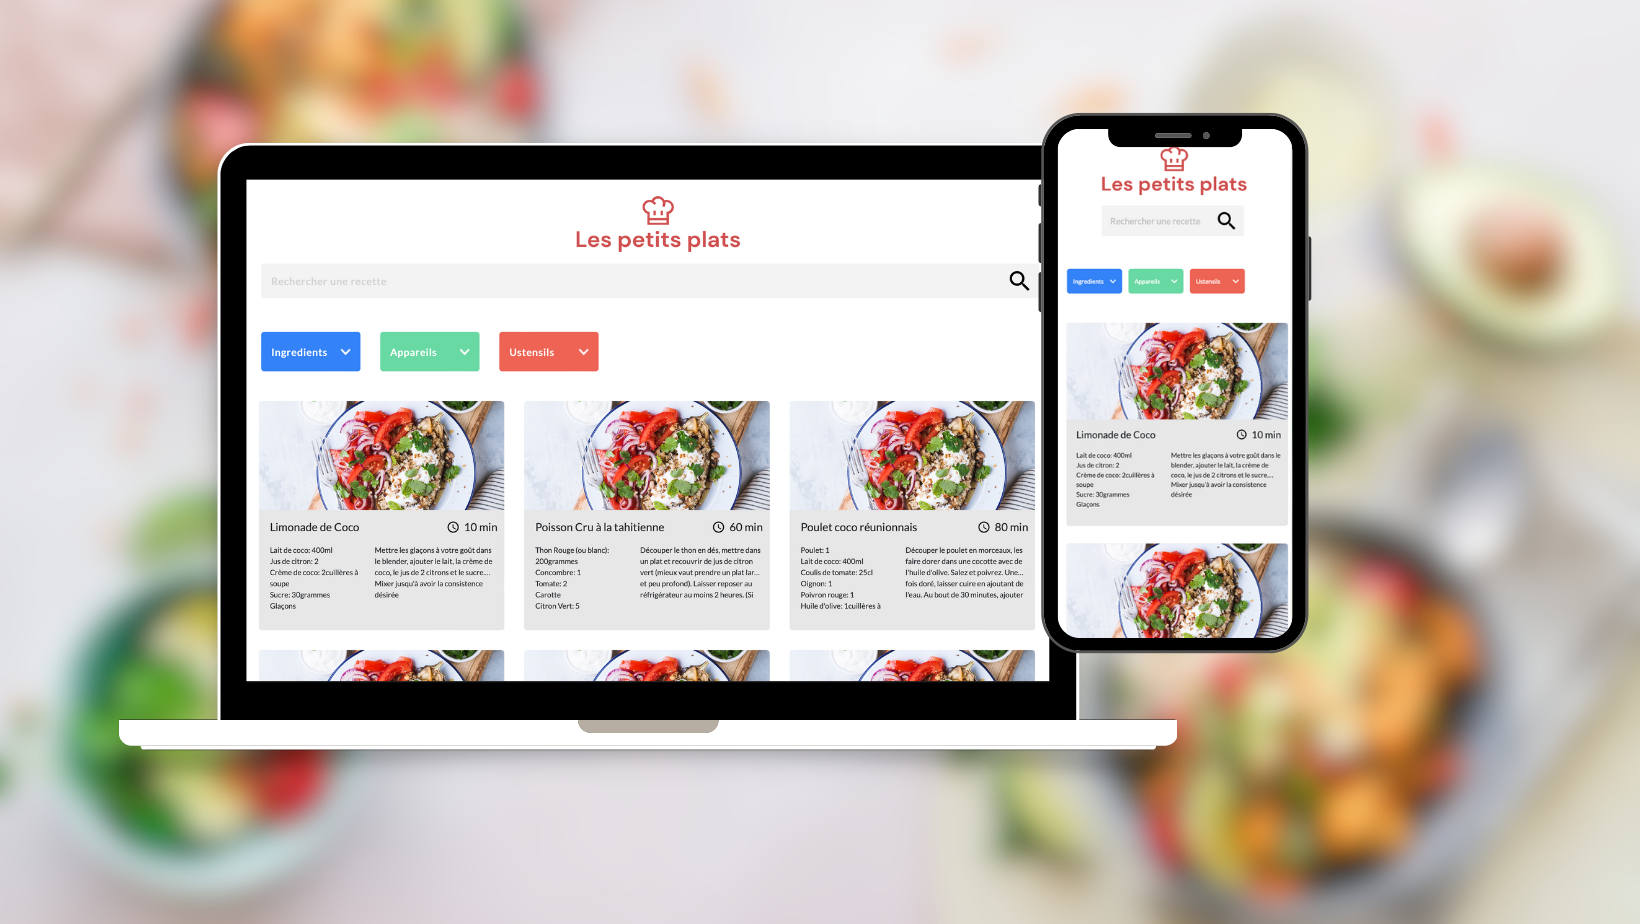 Les petits plats
Rechercher une recette
Ingredients
Appareils
Ustensils
Limonade de Coco
10 min
Lait de coco: 400ml
Jus de citron: 2
Crème de coco: 2cuillères à
soupe
Sucre: 30grammes
Glaçons
Mettre les glaçons à votre goût dans
le blender, ajouter le lait, la crème de
coco, le jus de 2 citrons et le sucre....
Mixer jusqu'à avoir la consistence
désirée
Poisson Cru à la tahitienne
60 min
Thon Rouge (ou blanc):
200grammes
Concombre: 1
Tomate: 2
Carotte
Citron Vert: 5
Découper le thon en dés, mettre dans
un plat et recouvrir de jus de citron
vert (mieux vaut prendre un plat lar...
et peu profond). Laisser reposer au
réfrigérateur au moins 2 heures. (Si
Poulet coco réunionnais
80 min
Poulet: 1
Lait de coco: 400ml
Coulis de tomate: 25cl
Oignon: 1
Poivron rouge: 1
Huile d'olive: 1cuillères à
Découper le poulet en morceaux, les
faire dorer dans une cocotte avec de
l'huile d'olive. Salez et poivrez. Une...
fois doré, laisser cuire en ajoutant de
l'eau. Au bout de 30 minutes, ajouter
Les petits plats
Rechercher une recette
Ingredients
Appareils
Ustensils
Limonade de Coco
10 min
Lait de coco: 400ml
Jus de citron: 2
Crème de coco: 2cuillères à
soupe
Sucre: 30grammes
Glaçons
Mettre les glaçons à votre goût dans le
blender, ajouter le lait, la crème de
coco, le jus de 2 citrons et le sucre....
Mixer jusqu'à avoir la consistence
désirée